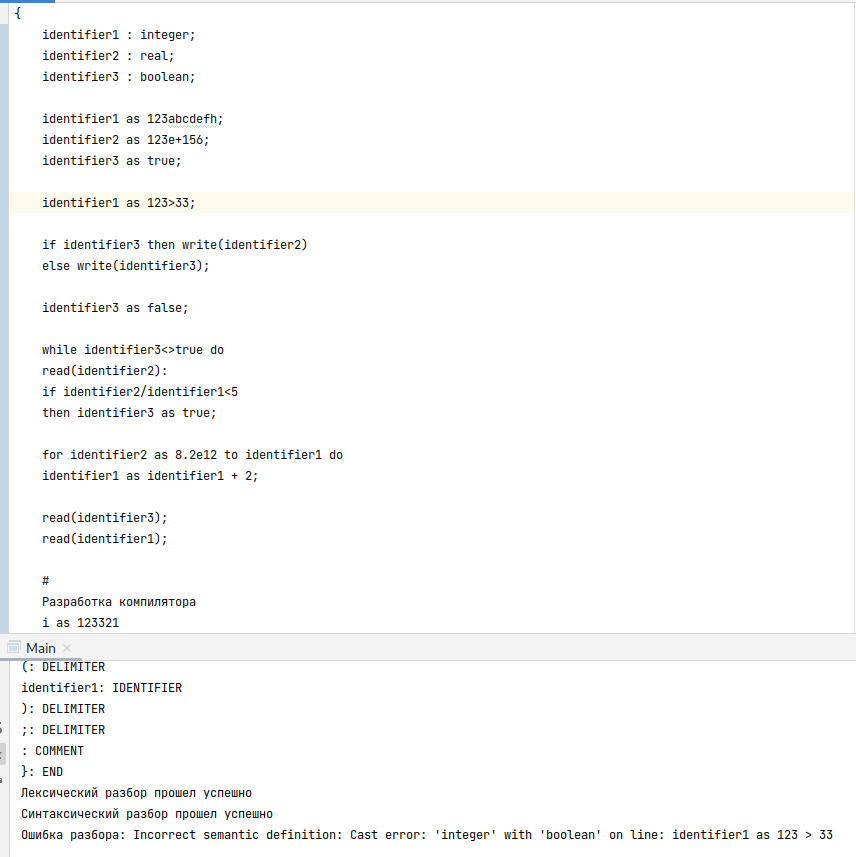 {
identifier1 : integer;
identifier2 : real;
identifier3 : boolean;
identifier1 as 123abcdefh;
identifier2 as 123e+156;
identifier3 as true;
identifier1 as 123>33;
if identifier3 then write(identifier2)
else write(identifier3);
identifier3 as false;
while identifier3<>true do
read(identifier2):
if identifier2/identifier1<5
then identifier3 as true;
for identifier2 as 8.2e12 to identifier1 do
identifier1 as identifier1 + 2;
read(identifier3);
read(identifier1);
#
Разработка компилятора
i as 123321
Main
(: DELIMITER
identifier1: IDENTIFIER
): DELIMITER
;: DELIMITER
: COMMENT
}: END
Лексический разбор прошел успешно
Синтаксический разбор прошел успешно
Ошибка разбора: Incorrect semantic definition: Cast error: 'integer' with 'boolean' on line: identifier1 as 123 > 33